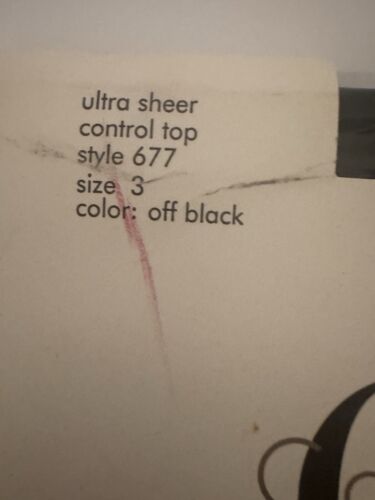 ultra sheer
control top
style 677
size 3
color: off black